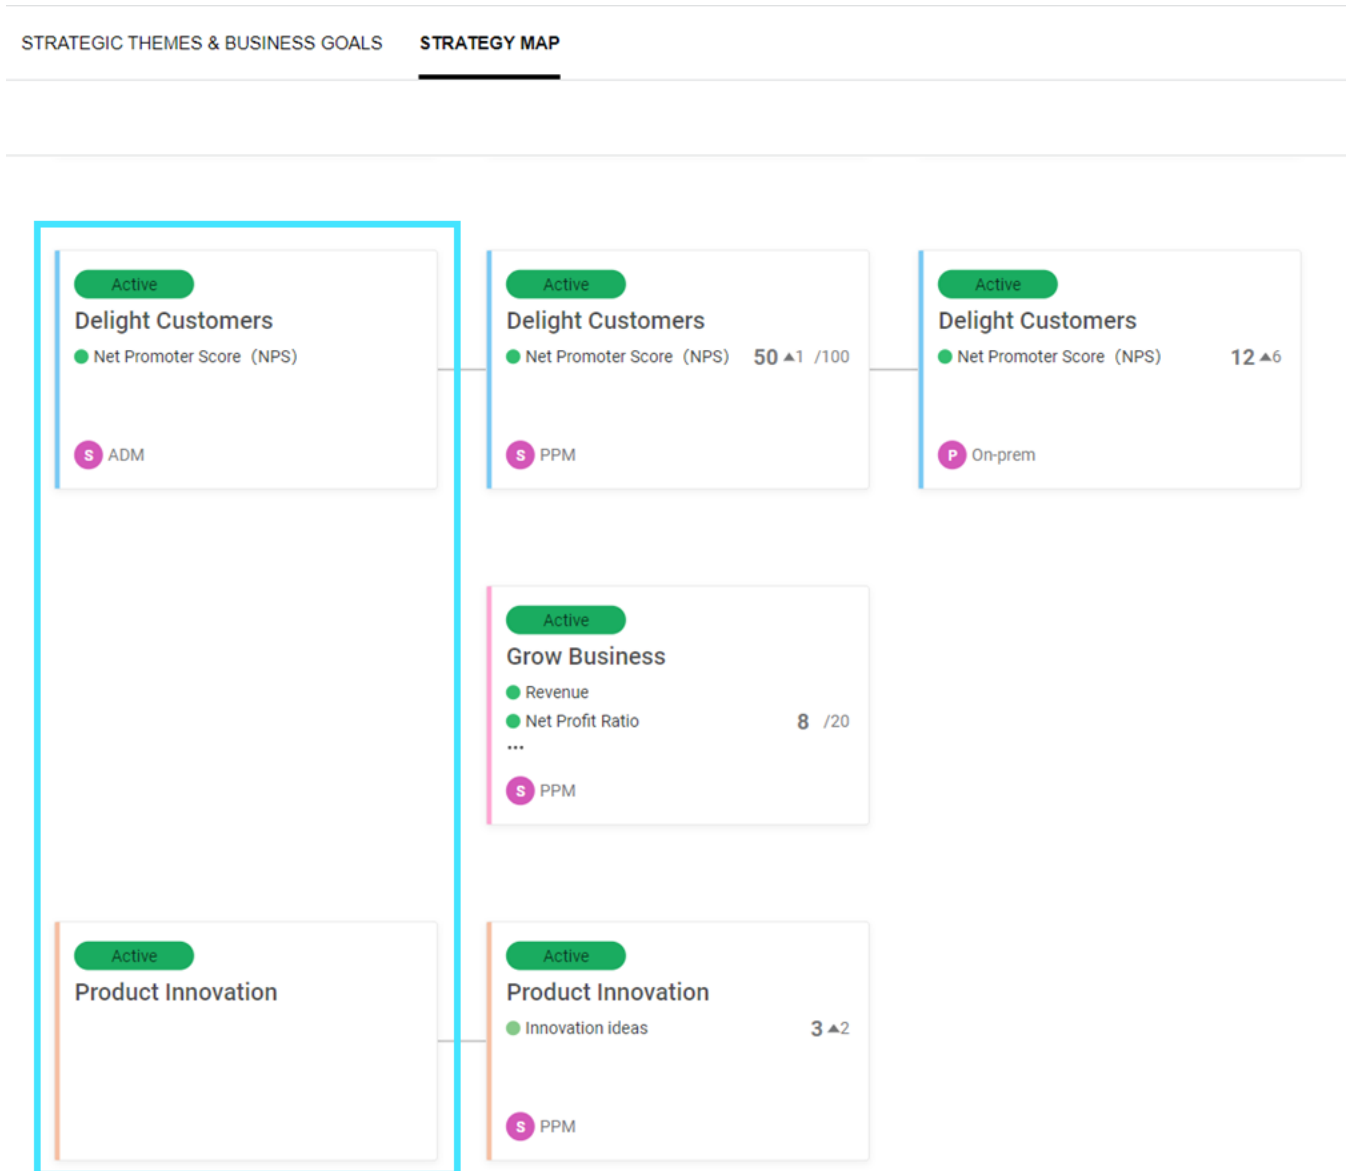 STRATEGIC THEMES & BUSINESS GOALS
STRATEGY MAP
Active
Delight Customers
Net Promoter Score (NPS)
S ADM
Active
Delight Customers
Net Promoter Score (NPS) 50 ▲1 /100
S PPM
Active
Delight Customers
Net Promoter Score (NPS) 12 ▲6
P On-prem
Active
Grow Business
Revenue
Net Profit Ratio 8 /20
...
S PPM
Active
Product Innovation
Active
Product Innovation
Innovation ideas 3 ▲2
S PPM